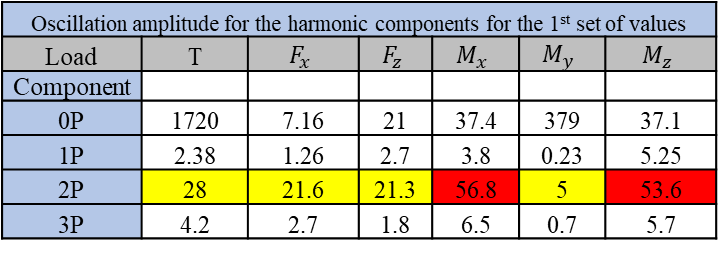 Oscillation amplitude for the harmonic components for the 1st set of values
Load T Fx Fz Mx My Mz
Component
0P 1720 7.16 21 37.4 379 37.1
1P 2.38 1.26 2.7 3.8 0.23 5.25
2P 28 21.6 21.3 56.8 5 53.6
3P 4.2 2.7 1.8 6.5 0.7 5.7